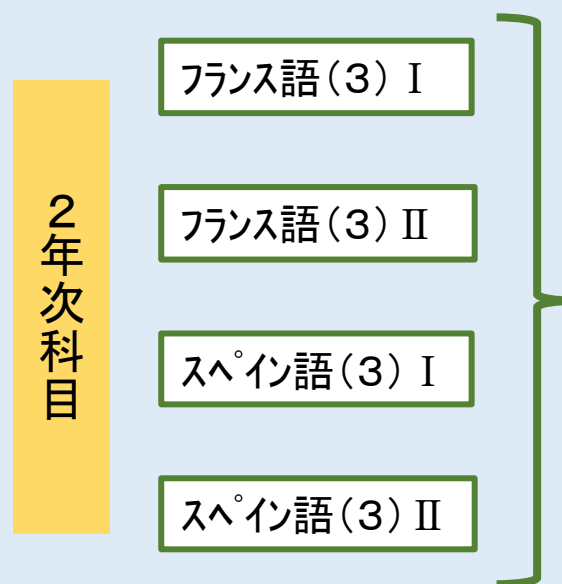 2年次科目
フランス語(3) Ⅰ
フランス語(3) Ⅱ
スペイン語(3) Ⅰ
スペイン語(3) Ⅱ